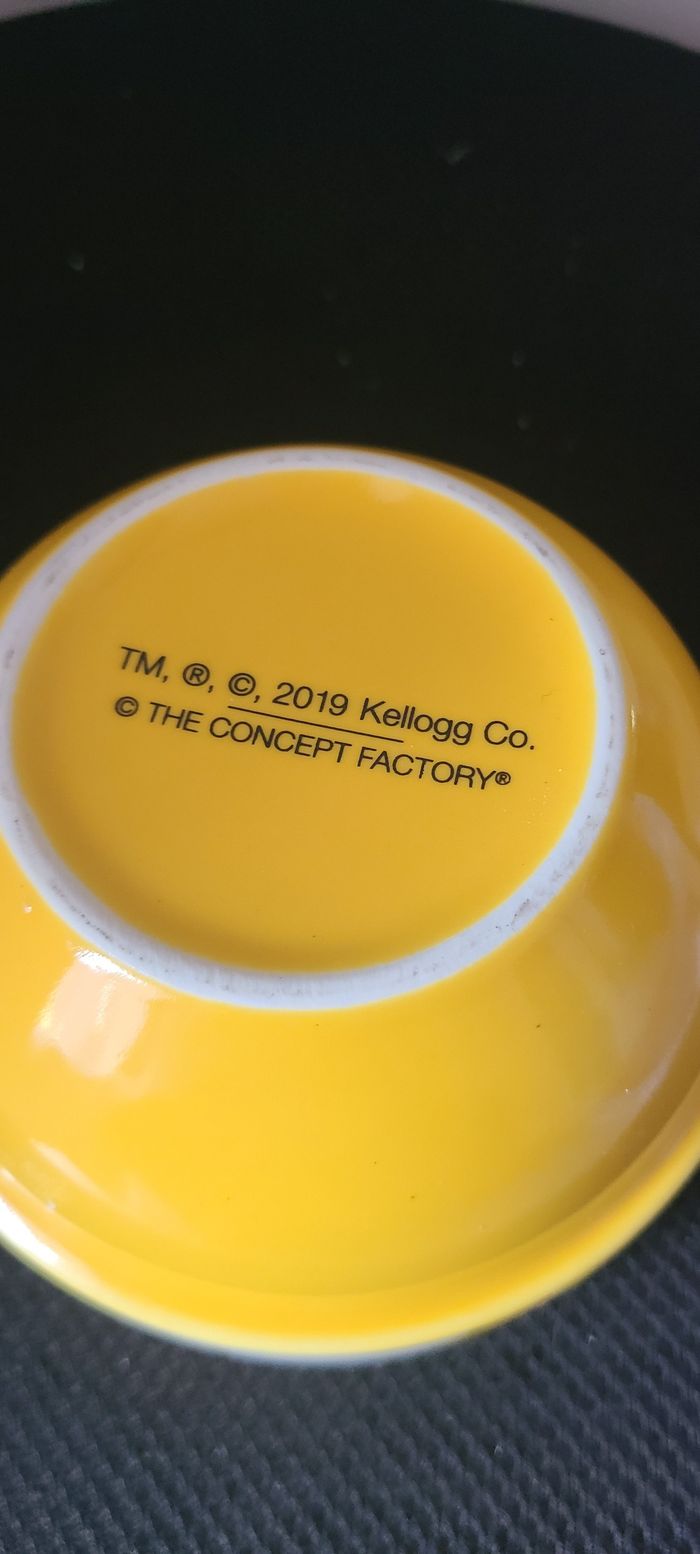 TM, ®, ©, 2019 Kellogg Co.
© THE CONCEPT FACTORY®